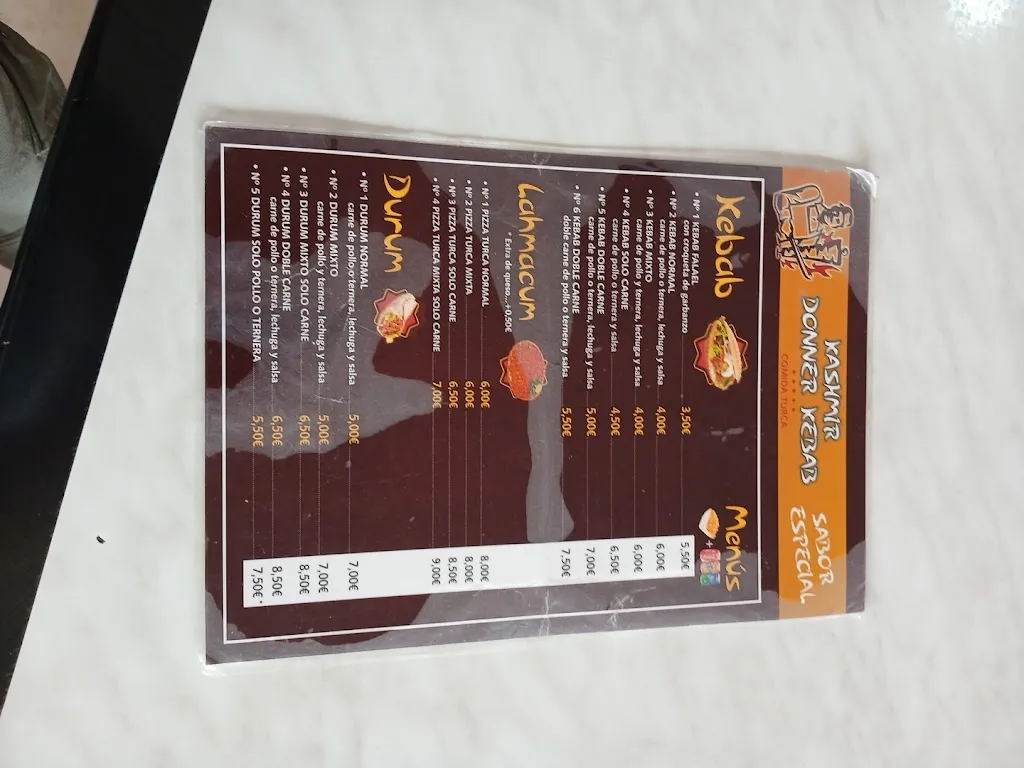 KASHMIR
DONNER KEBAB
COMIDA TURCA
SABOR
ESPECIAL
Kebab
Menús
• Nº 1 KEBAB FALAFEL
con croqueta de garbanzo 3,50€ 5,50€
• Nº 2 KEBAB NORMAL
carne de pollo o ternera, lechuga y salsa 4,00€ 6,00€
• Nº 3 KEBAB MIXTO
carne de pollo y ternera, lechuga y salsa 4,00€ 6,00€
• Nº 4 KEBAB SOLO CARNE
carne de pollo o ternera y salsa 4,50€ 6,50€
• Nº 5 KEBAB DOBLE CARNE
carne de pollo o ternera, lechuga y salsa 5,00€ 7,00€
• Nº 6 KEBAB DOBLE CARNE
doble carne de pollo o ternera y salsa 5,50€ 7,50€
Lahmacum
* Extra de queso...+0,50€
• Nº 1 PIZZA TURCA NORMAL 6,00€ 8,00€
• Nº 2 PIZZA TURCA MIXTA 6,00€ 8,00€
• Nº 3 PIZZA TURCA SOLO CARNE 6,50€ 8,50€
• Nº 4 PIZZA TURCA MIXTA SOLO CARNE 7,00€ 9,00€
Durum
• Nº 1 DURUM NORMAL
carne de pollo o ternera, lechuga y salsa 5,00€ 7,00€
• Nº 2 DURUM MIXTO
carne de pollo y ternera, lechuga y salsa 5,00€ 7,00€
• Nº 3 DURUM MIXTO SOLO CARNE 6,50€ 8,50€
• Nº 4 DURUM DOBLE CARNE
carne de pollo o ternera, lechuga y salsa 6,50€ 8,50€
• Nº 5 DURUM SOLO POLLO O TERNERA 5,50€ 7,50€